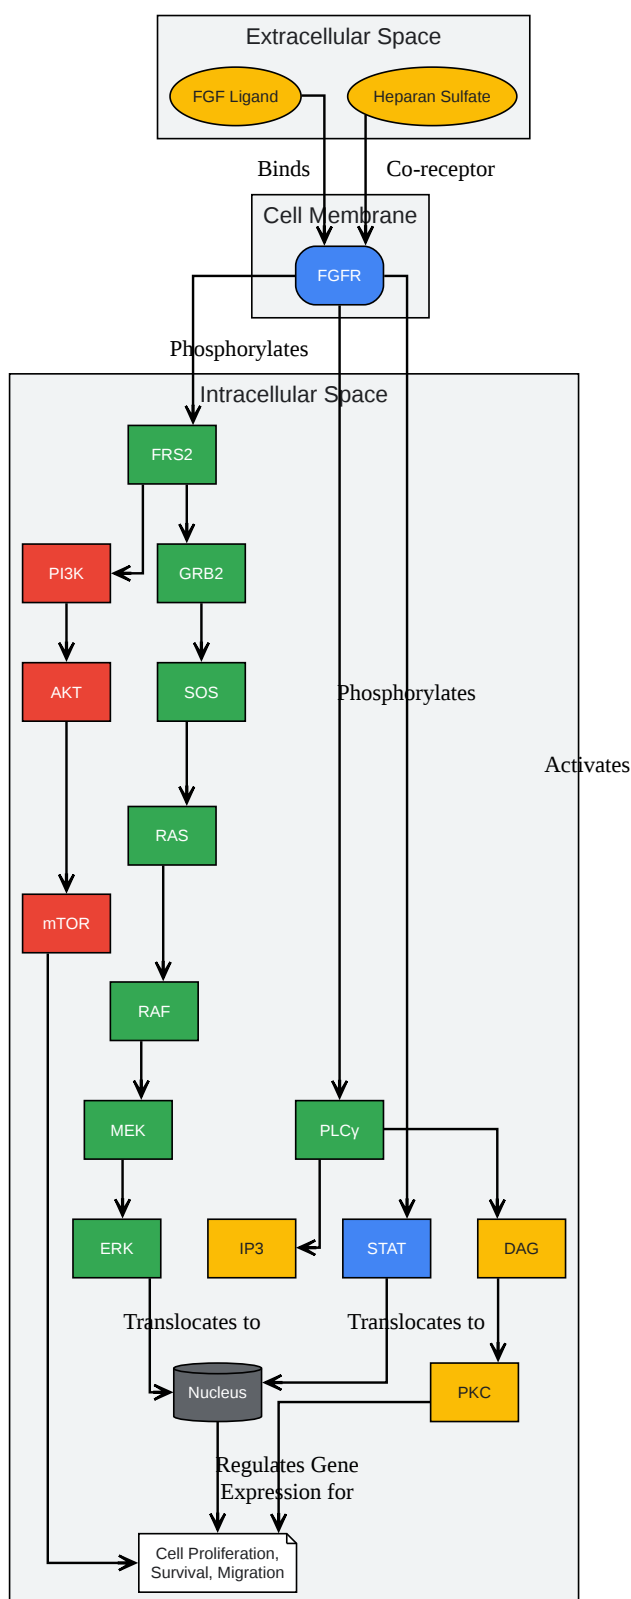 Extracellular Space
FGF Ligand
Heparan Sulfate
Binds
Co-receptor
Cell Membrane
FGFR
Phosphorylates
Intracellular Space
FRS2
PI3K
GRB2
AKT
SOS
Phosphorylates
Activates
RAS
mTOR
RAF
MEK
PLCγ
ERK
IP3
STAT
DAG
Translocates to
Translocates to
Nucleus
PKC
Regulates Gene
Expression for
Cell Proliferation,
Survival, Migration